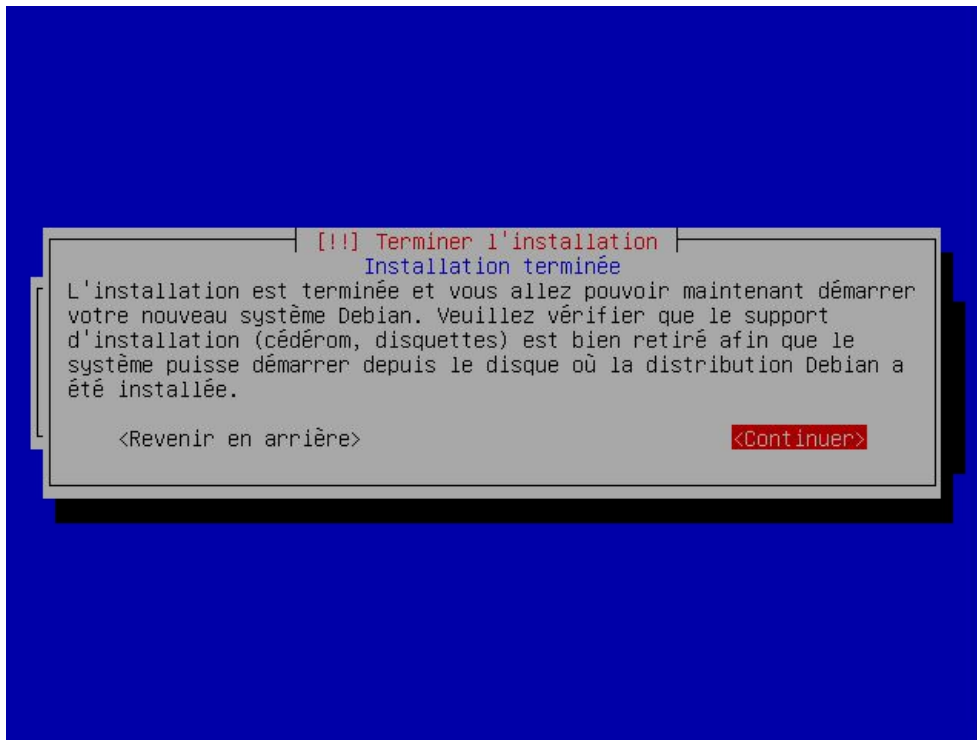 [!!] Terminer l'installation
Installation terminée
L'installation est terminée et vous allez pouvoir maintenant démarrer
votre nouveau système Debian. Veuillez vérifier que le support
d'installation (cédérom, disquettes) est bien retiré afin que le
système puisse démarrer depuis le disque où la distribution Debian a
été installée.
<Revenir en arrière> <Continuer>